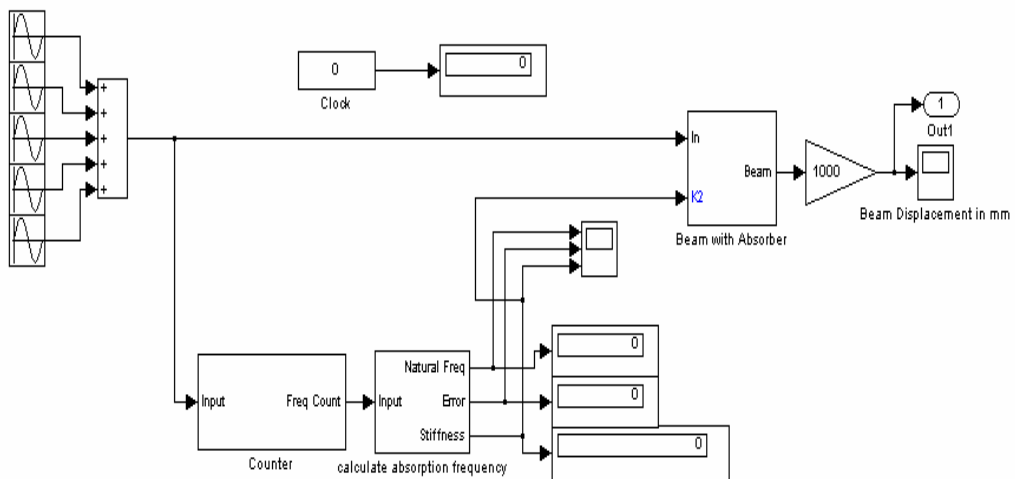 +
+
+
+
+
0
Clock
0
In
K2
Beam
Beam with Absorber
1000
1
Out1
Beam Displacement in mm
Input
Freq Count
Counter
Input
Natural Freq
Error
Stiffness
calculate absorption frequency
0
0
0